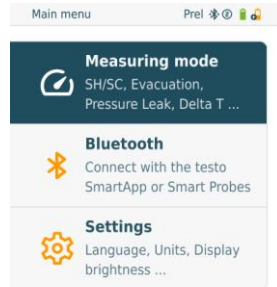 Main menu Prel
Measuring mode
SH/SC, Evacuation,
Pressure Leak, Delta T ...
Bluetooth
Connect with the testo
SmartApp or Smart Probes
Settings
Language, Units, Display
brightness ...